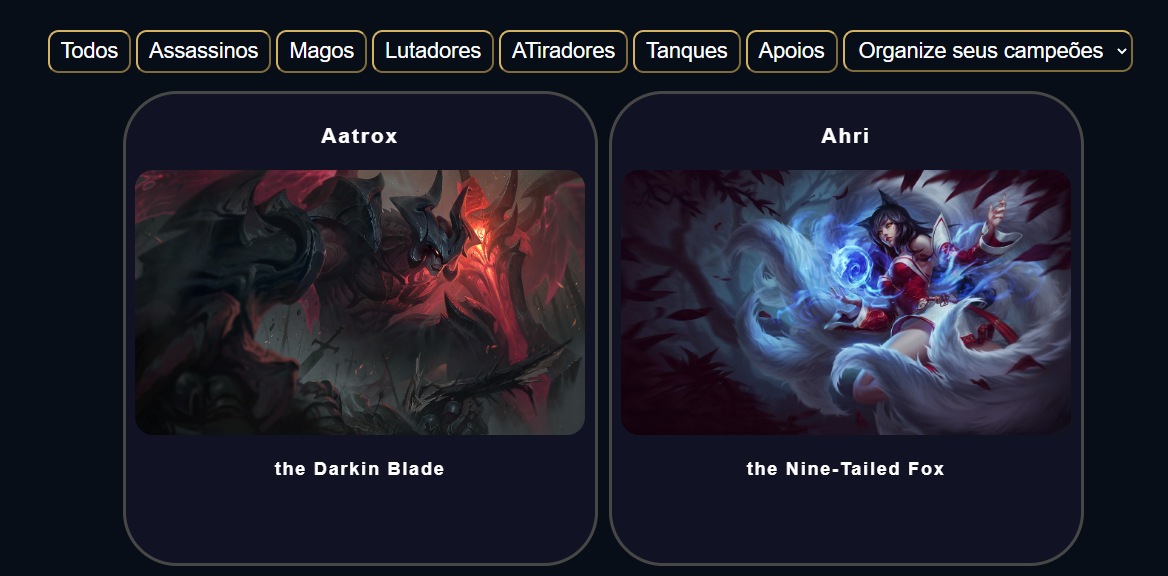 Todos Assassinos Magos Lutadores ATiradores Tanques Apoios Organize seus campeões
Aatrox
Ahri
the Darkin Blade
the Nine-Tailed Fox